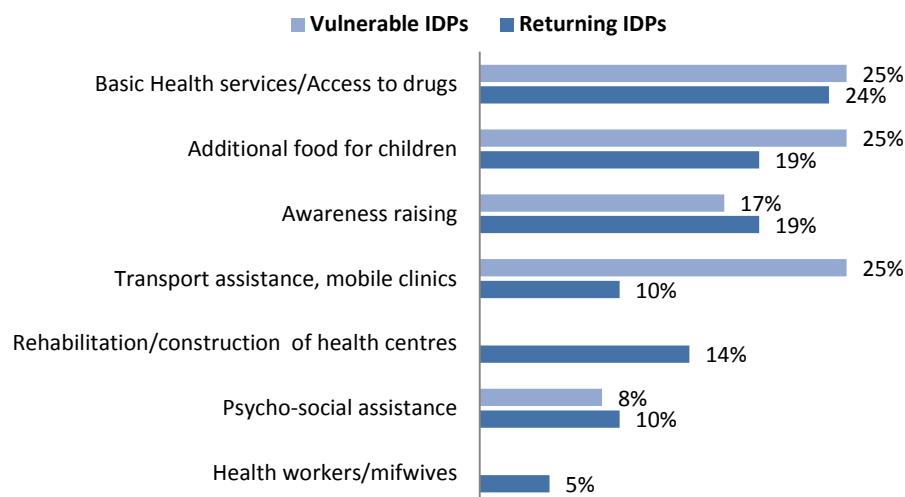 Vulnerable IDPs Returning IDPs
Basic Health services/Access to drugs 25%
24%
Additional food for children 25%
19%
Awareness raising 17%
19%
Transport assistance, mobile clinics 25%
10%
Rehabilitation/construction of health centres 14%
Psycho-social assistance 8%
10%
Health workers/mifwives 5%